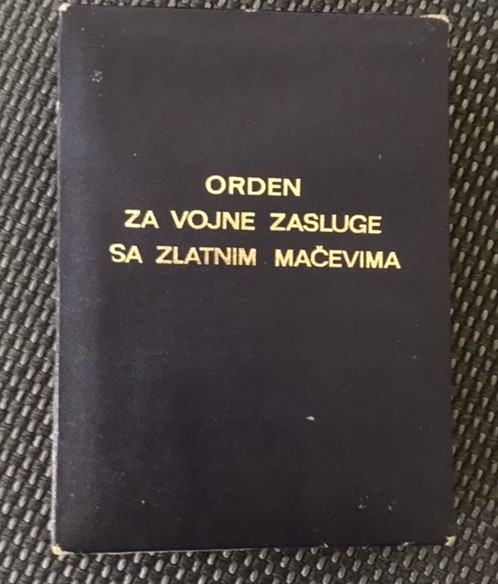 ORDEN
ZA VOJNE ZASLUGE
SA ZLATNIM MAČEVIMA